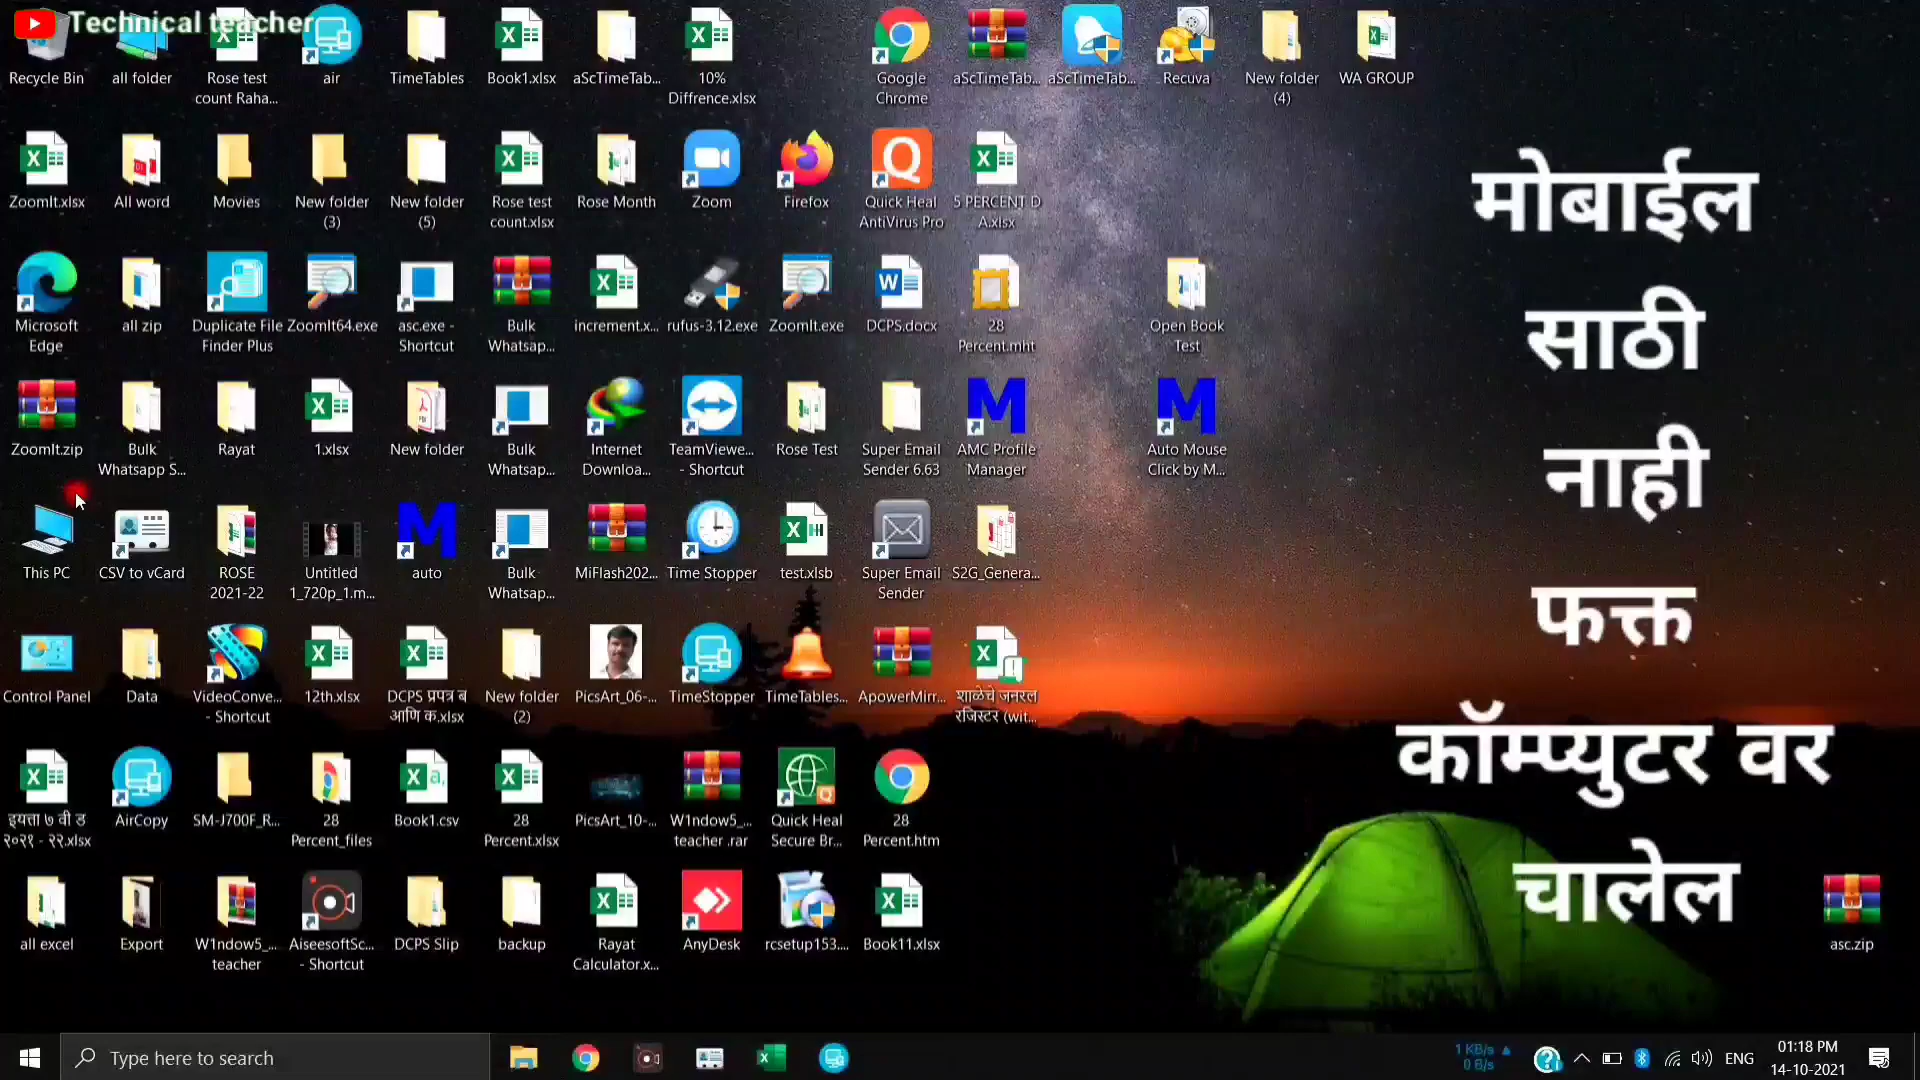 Technical teacher
Recycle Bin
all folder
Rose test
count Raha...
air
TimeTables
Book1.xlsx
aScTimeTab...
10%
Diffrence.xlsx
Google
Chrome
aScTimeTab...
aScTimeTab...
Recuva
New folder
(4)
WA GROUP
ZoomIt.xlsx
All word
Movies
New folder
(3)
New folder
(5)
Rose test
count.xlsx
Rose Month
Zoom
Firefox
Quick Heal
AntiVirus Pro
5 PERCENT D
A.xlsx
Microsoft
Edge
all zip
Duplicate File
Finder Plus
ZoomIt64.exe
asc.exe -
Shortcut
Bulk
Whatsap...
increment.x...
rufus-3.12.exe
ZoomIt.exe
DCPS.docx
28
Percent.mht
Open Book
Test
ZoomIt.zip
Bulk
Whatsapp S...
Rayat
1.xlsx
New folder
Bulk
Whatsap...
Internet
Downloa...
TeamViewe...
- Shortcut
Rose Test
Super Email
Sender 6.63
AMC Profile
Manager
Auto Mouse
Click by M...
This PC
CSV to vCard
ROSE
2021-22
Untitled
1_720p_1.m...
auto
Bulk
Whatsap...
MiFlash202...
Time Stopper
test.xlsb
Super Email
Sender
S2G_Genera...
Control Panel
Data
VideoConve...
- Shortcut
12th.xlsx
DCPS प्रपत्र ब
आणि क.xlsx
New folder
(2)
PicsArt_06-...
TimeStopper
TimeTables...
ApowerMirr...
शाळेचे जनरल
रजिस्टर (wit...
इयत्ता ७ वी ड
२०२१ - २२.xlsx
AirCopy
SM-J700F_R...
28
Percent_files
Book1.csv
28
Percent.xlsx
PicsArt_10-...
W1ndow5_...
teacher .rar
Quick Heal
Secure Br...
28
Percent.htm
all excel
Export
W1ndow5_...
teacher
AiseesoftSc...
- Shortcut
DCPS Slip
backup
Rayat
Calculator.x...
AnyDesk
rcsetup153....
Book11.xlsx
asc.zip
मोबाईल
साठी
नाही
फक्त
कॉम्प्युटर वर
चालेल
Type here to search
1 KB/s
0 B/s
ENG
01:18 PM
14-10-2021